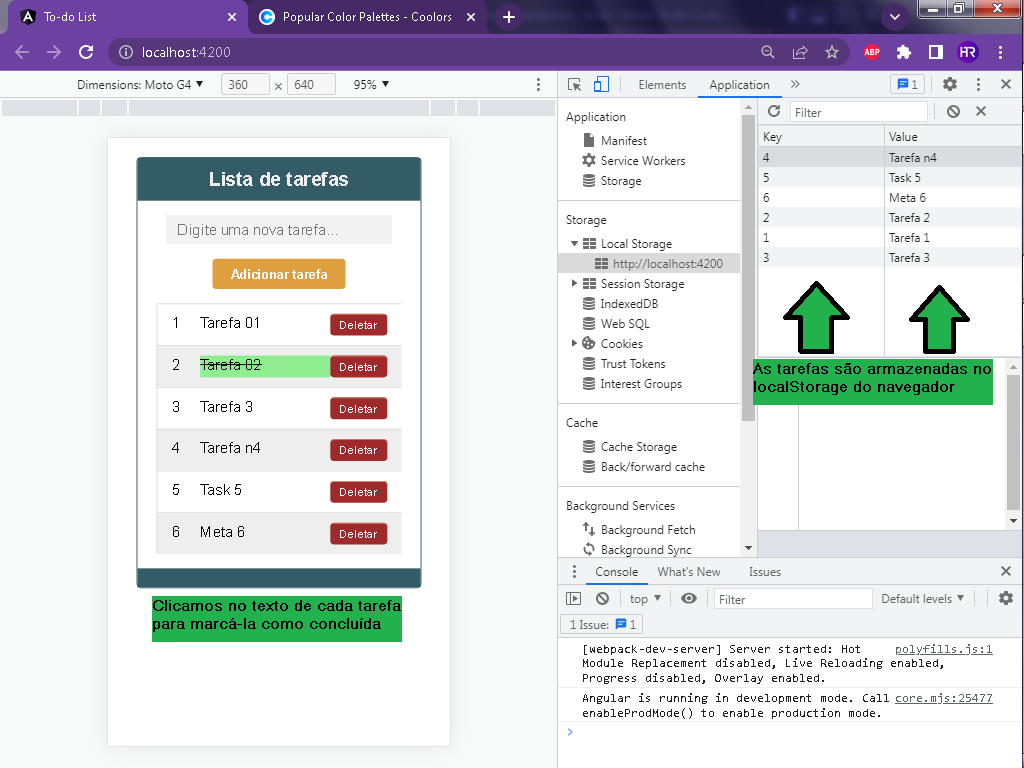 To-do List
Popular Color Palettes - Coolors
localhost:4200
ABP
HR
Dimensions: Moto G4 ▼ 360 × 640 95% ▼
Elements Application » 1
Lista de tarefas
Digite uma nova tarefa...
Adicionar tarefa
1 Tarefa 01 Deletar
2 Tarefa 02 Deletar
3 Tarefa 3 Deletar
4 Tarefa n4 Deletar
5 Task 5 Deletar
6 Meta 6 Deletar
Clicamos no texto de cada tarefa
para marcá-la como concluída
Application
Manifest
Service Workers
Storage
Storage
Local Storage
http://localhost:4200
Session Storage
IndexedDB
Web SQL
Cookies
Trust Tokens
Interest Groups
Cache
Cache Storage
Back/forward cache
Background Services
Background Fetch
Background Sync
Filter
Key Value
4 Tarefa n4
5 Task 5
6 Meta 6
2 Tarefa 2
1 Tarefa 1
3 Tarefa 3
As tarefas são armazenadas no
localStorage do navegador
Console What's New Issues
top ▼ Filter Default levels ▼
1 Issue: 1
[webpack-dev-server] Server started: Hot polyfills.js:1
Module Replacement disabled, Live Reloading enabled,
Progress disabled, Overlay enabled.
Angular is running in development mode. Call core.mjs:25477
enableProdMode() to enable production mode.